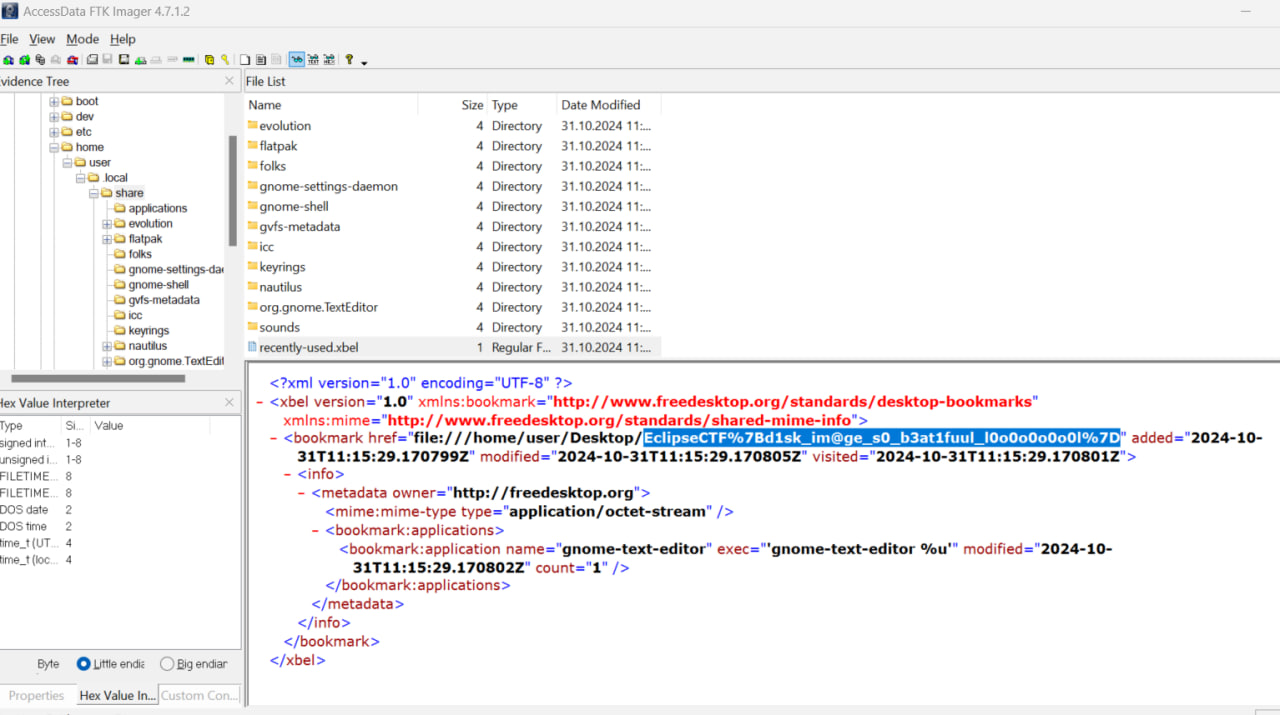 AccessData FTK Imager 4.7.1.2
File View Mode Help
Evidence Tree
boot
dev
etc
home
user
.local
share
applications
evolution
flatpak
folks
gnome-settings-dae
gnome-shell
gvfs-metadata
icc
keyrings
nautilus
org.gnome.TextEdit
File List
Name Size Type Date Modified
evolution 4 Directory 31.10.2024 11:...
flatpak 4 Directory 31.10.2024 11:...
folks 4 Directory 31.10.2024 11:...
gnome-settings-daemon 4 Directory 31.10.2024 11:...
gnome-shell 4 Directory 31.10.2024 11:...
gvfs-metadata 4 Directory 31.10.2024 11:...
icc 4 Directory 31.10.2024 11:...
keyrings 4 Directory 31.10.2024 11:...
nautilus 4 Directory 31.10.2024 11:...
org.gnome.TextEditor 4 Directory 31.10.2024 11:...
sounds 4 Directory 31.10.2024 11:...
recently-used.xbel 1 Regular F... 31.10.2024 11:...
Hex Value Interpreter
Type Si... Value
signed int... 1-8
unsigned i... 1-8
FILETIME... 8
FILETIME... 8
DOS date 2
DOS time 2
time_t (UT... 4
time_t (loc... 4
Byte Little endia Big endian
Properties Hex Value In... Custom Con...
<?xml version="1.0" encoding="UTF-8" ?>
- <xbel version="1.0" xmlns:bookmark="http://www.freedesktop.org/standards/desktop-bookmarks"
xmlns:mime="http://www.freedesktop.org/standards/shared-mime-info">
- <bookmark href="file:///home/user/Desktop/EclipseCTF%7Bd1sk_im@ge_s0_b3at1fuul_l0o0o0o0o0l%7D" added="2024-10-
31T11:15:29.170799Z" modified="2024-10-31T11:15:29.170805Z" visited="2024-10-31T11:15:29.170801Z">
- <info>
- <metadata owner="http://freedesktop.org">
<mime:mime-type type="application/octet-stream" />
- <bookmark:applications>
<bookmark:application name="gnome-text-editor" exec="'gnome-text-editor %u'" modified="2024-10-
31T11:15:29.170802Z" count="1" />
</bookmark:applications>
</metadata>
</info>
</bookmark>
</xbel>